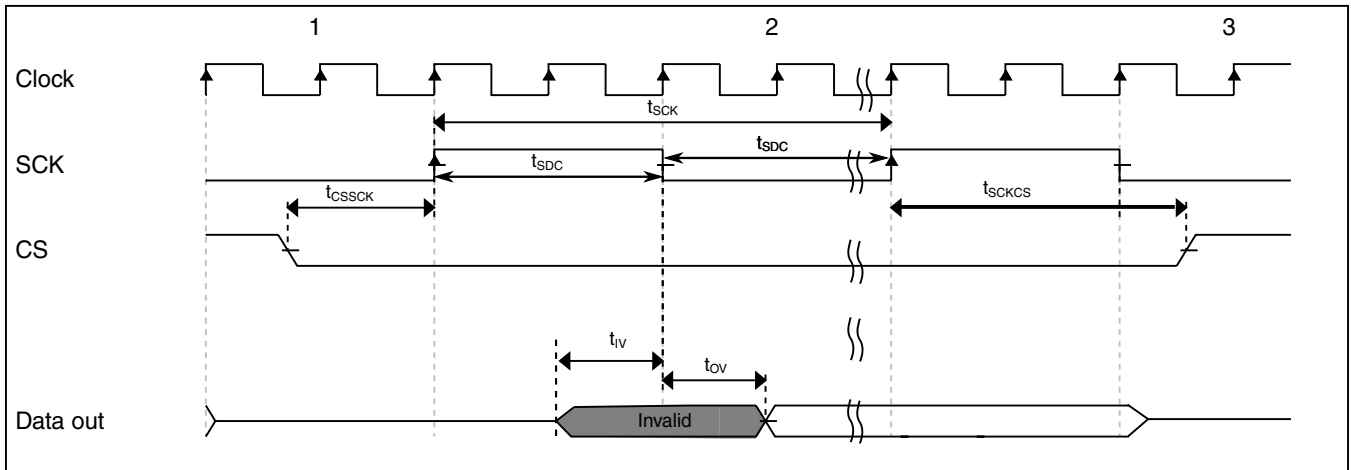 1 2 3
Clock
tSCK
SCK
tSDC
tSDC
tCSSCK
tSCKCS
CS
tIV
tOV
Data out
Invalid